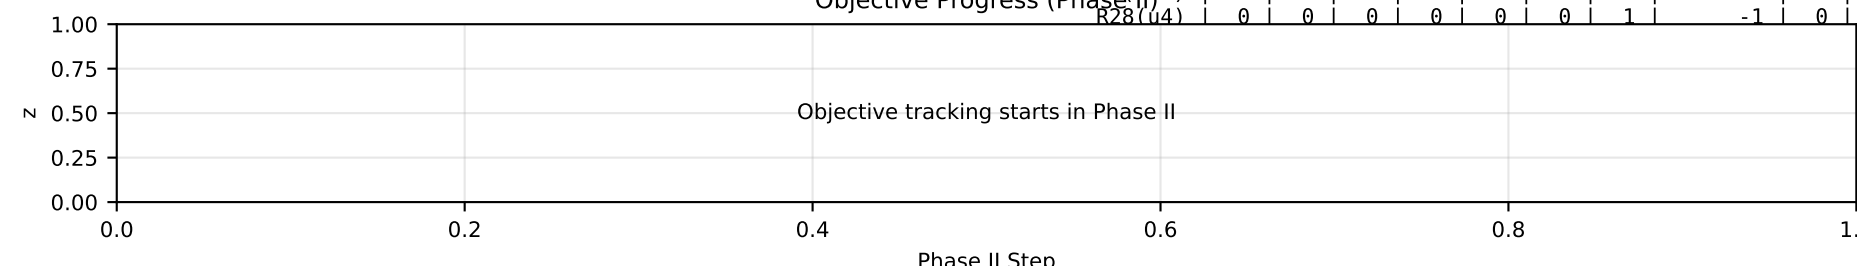 Objective Progress (Phase II)
R28(u4) | 0 | 0 | 0 | 0 | 0 | 0 | 1 | -1 | 0 |
1.00
0.75
z 0.50
Objective tracking starts in Phase II
0.25
0.00
0.0 0.2 0.4 0.6 0.8 1.
Phase II Step